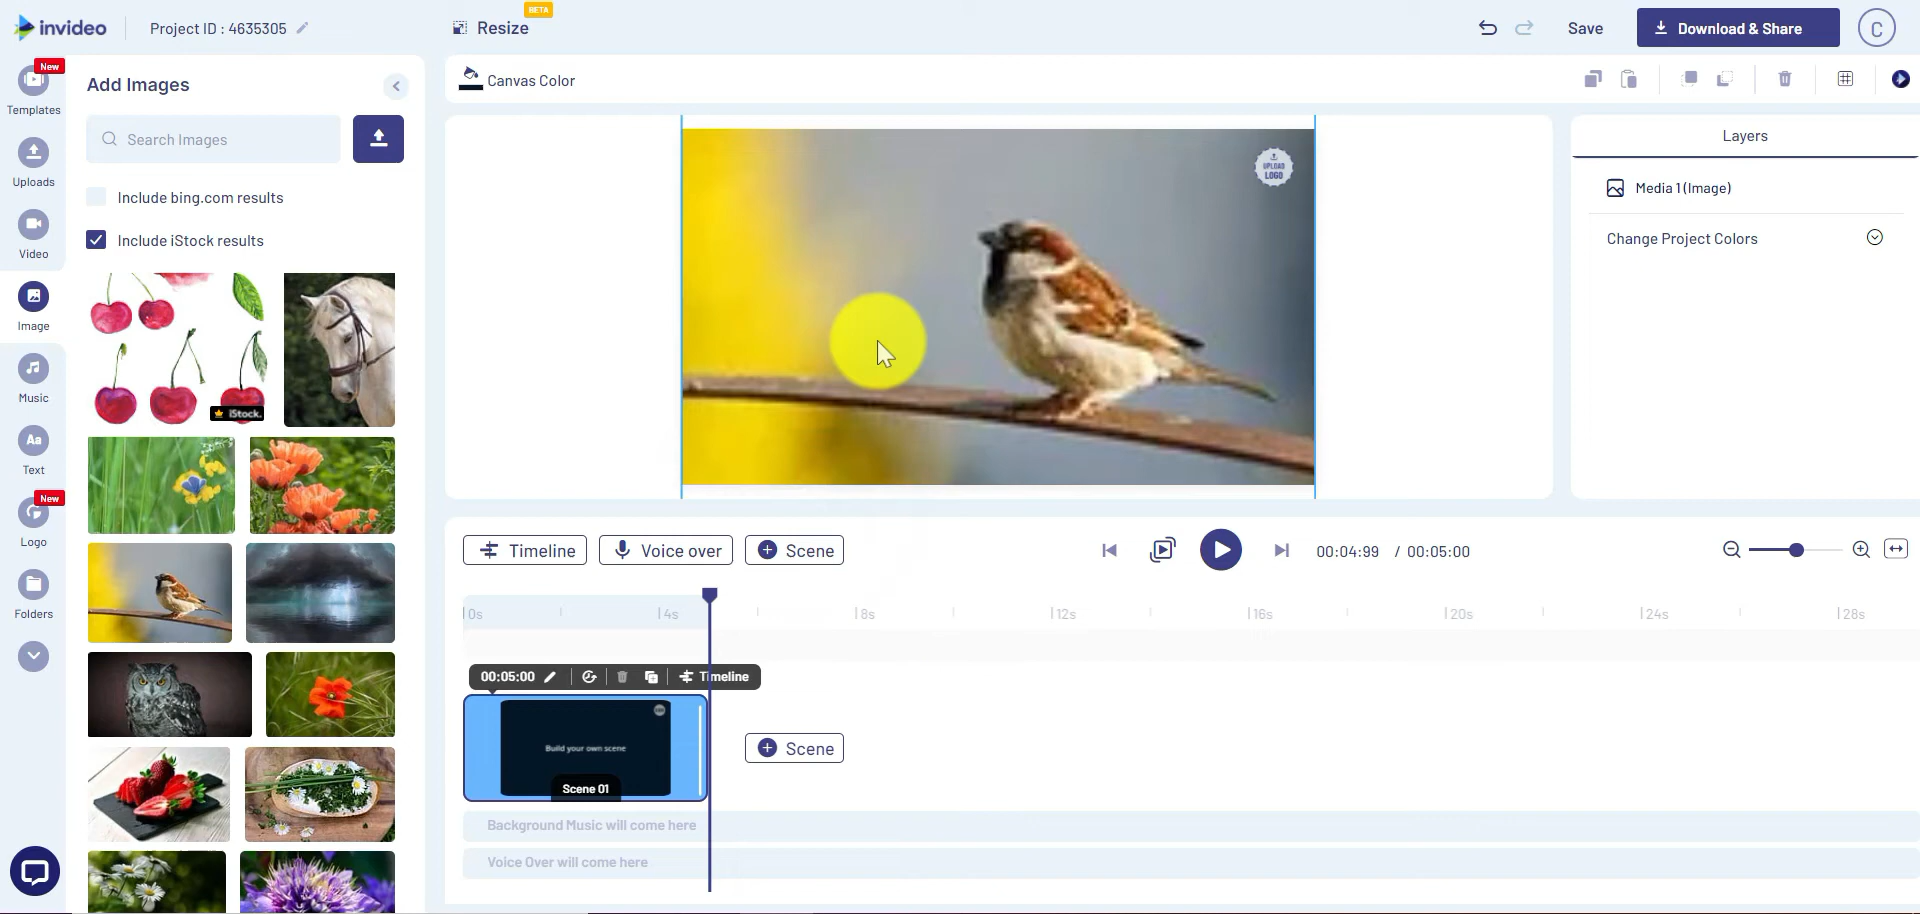 invideo
Project ID : 4635305
Resize
BETA
Save
Download & Share
C
New
Templates
Uploads
Video
Image
Music
Aa
Text
New
Logo
Folders
Add Images
Search Images
Include bing.com results
Include iStock results
iStock.
Canvas Color
UPLOAD
LOGO
Layers
Media 1 (Image)
Change Project Colors
Timeline
Voice over
Scene
00:04:99 / 00:05:00
0s
4s
8s
12s
16s
20s
24s
28s
00:05:00
Timeline
Build your own scene
Scene 01
Scene
Background Music will come here
Voice Over will come here